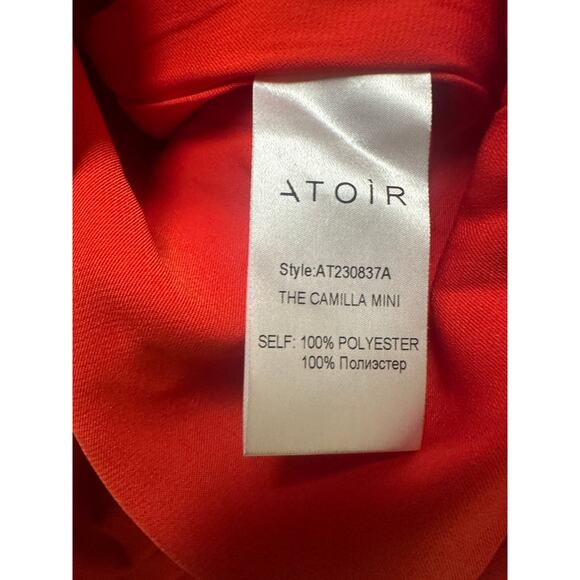 ATOÌR
Style:AT230837A
THE CAMILLA MINI
SELF: 100% POLYESTER
100% Полиэстер